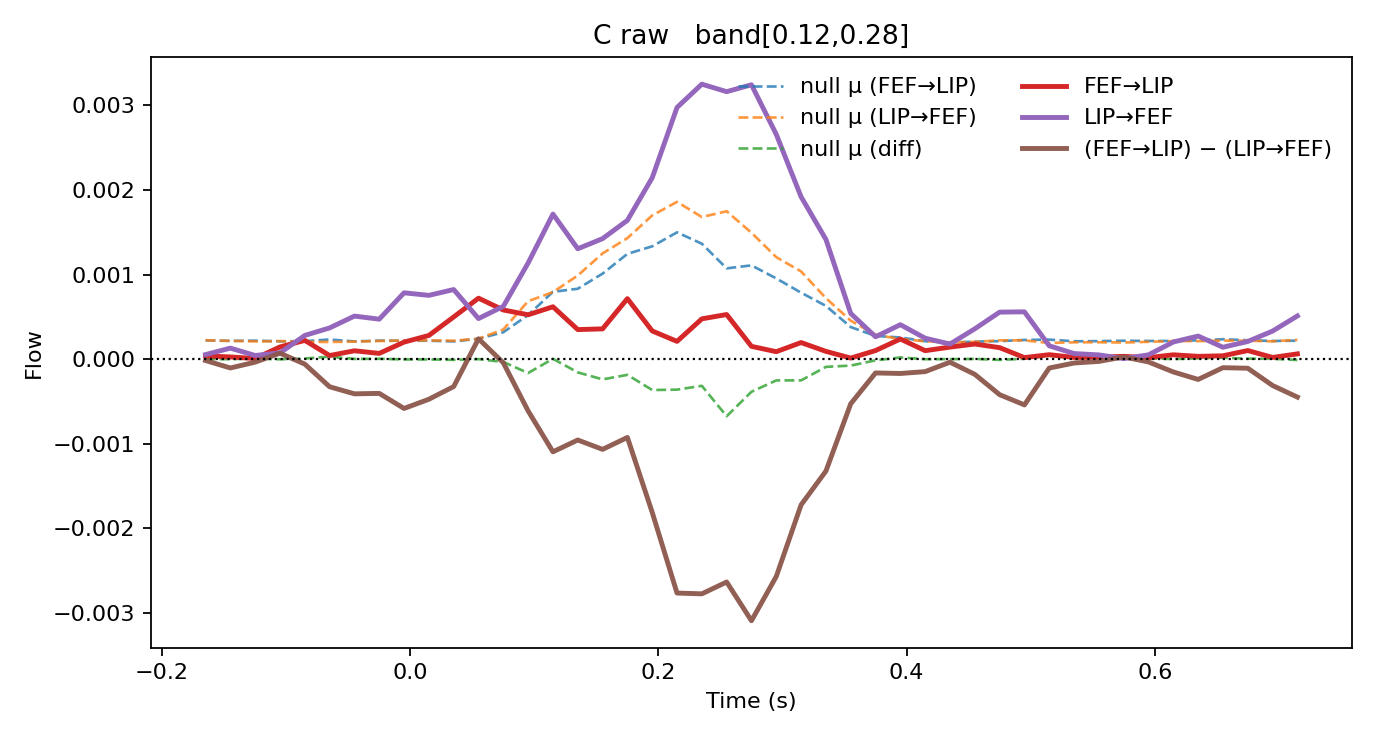 C raw   band[0.12,0.28]
null μ (FEF→LIP)
null μ (LIP→FEF)
null μ (diff)
FEF→LIP
LIP→FEF
(FEF→LIP) − (LIP→FEF)
Flow
0.003
0.002
0.001
0.000
−0.001
−0.002
−0.003
−0.2
0.0
0.2
0.4
0.6
Time (s)